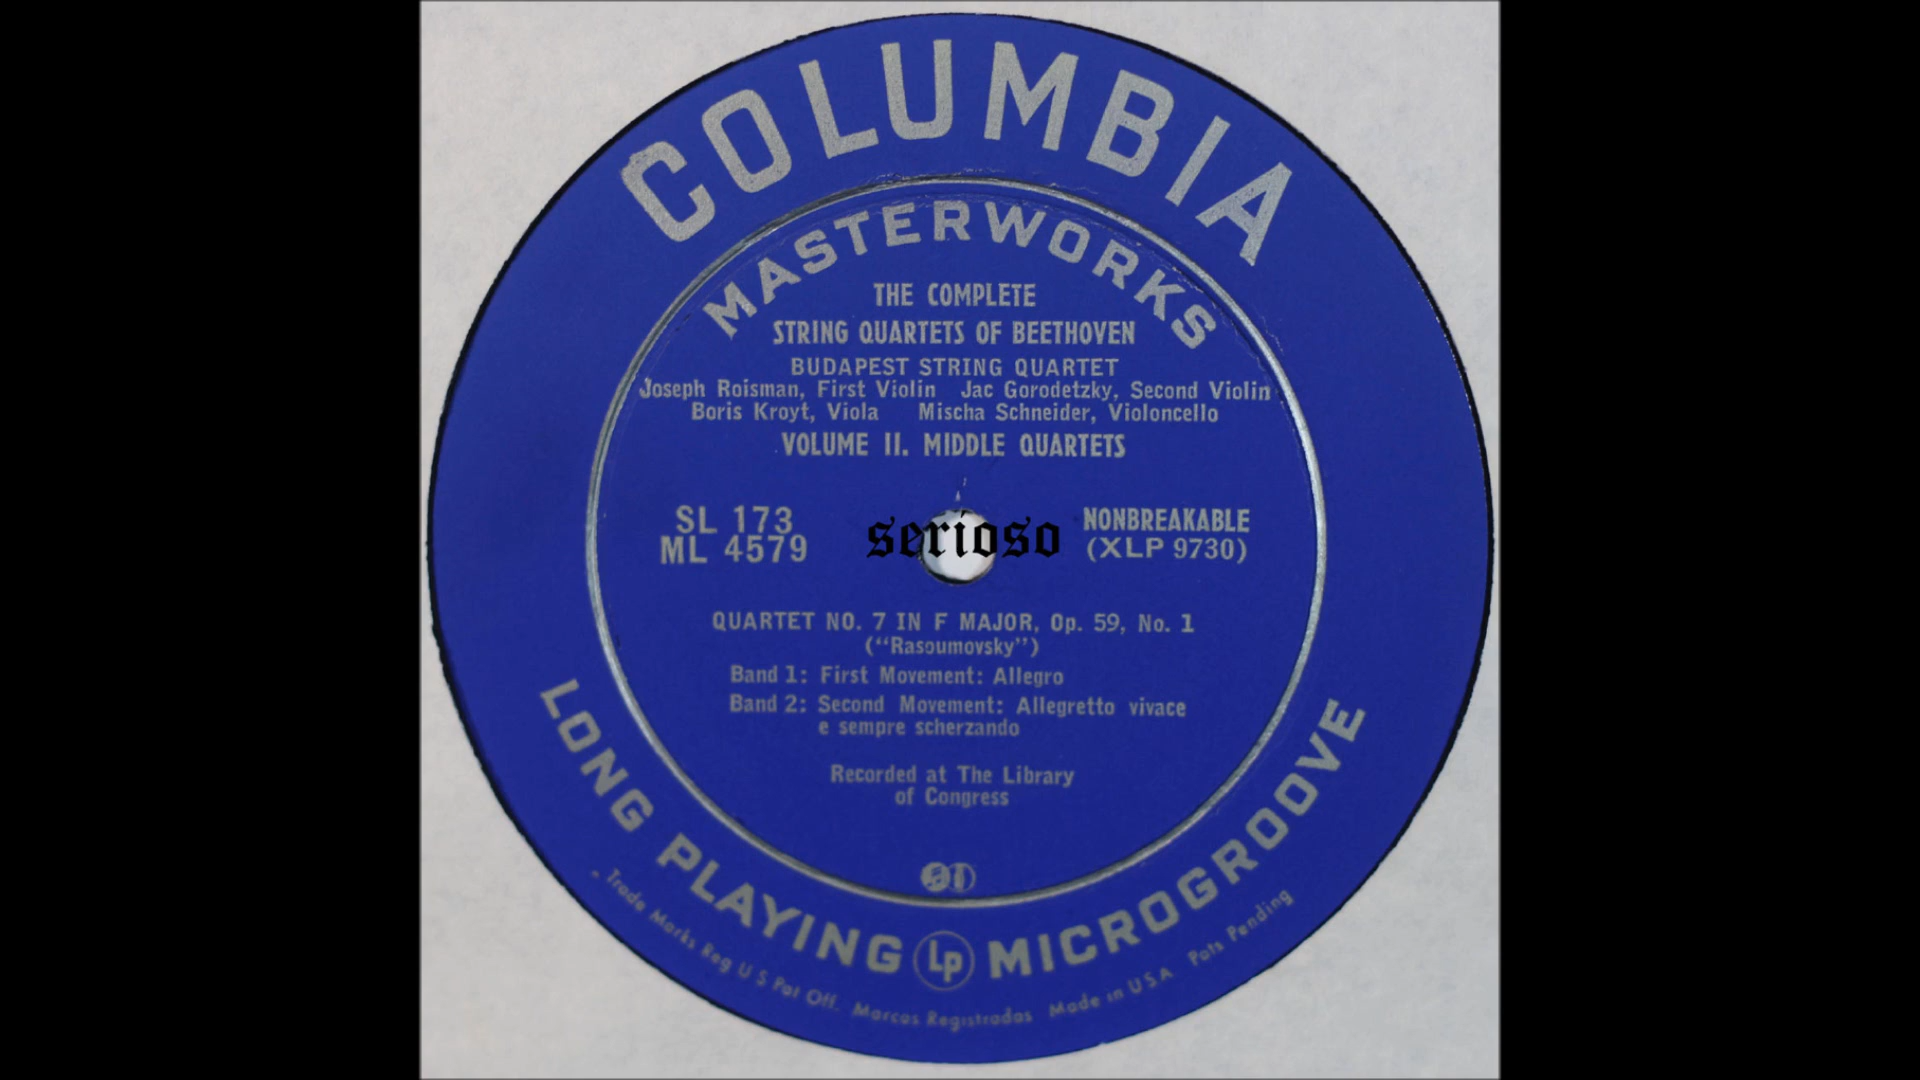 COLUMBIA
MASTERWORKS
THE COMPLETE
STRING QUARTETS OF BEETHOVEN
BUDAPEST STRING QUARTET
Joseph Roisman, First Violin Jac Gorodetzky, Second Violin
Boris Kroyt, Viola Mischa Schneider, Violoncello
VOLUME II. MIDDLE QUARTETS
SL 173
ML 4579
serioso
NONBREAKABLE
(XLP 9730)
QUARTET NO. 7 IN F MAJOR, Op. 59, No. 1
("Rasoumovsky")
Band 1: First Movement: Allegro
Band 2: Second Movement: Allegretto vivace
e sempre scherzando
Recorded at The Library
of Congress
LONG PLAYING Lp MICROGROOVE
Trade Marks Reg U S Pat Off. Marcas Registradas Made in U S A Pats Pending